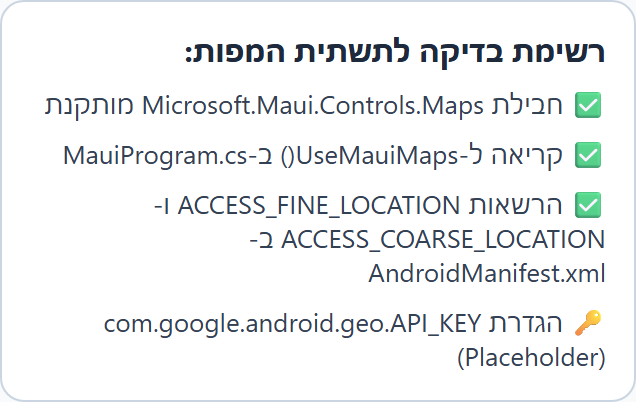 רשימת בדיקה לתשתית המפות:
✅ חבילת Microsoft.Maui.Controls.Maps מותקנת
✅ קריאה ל-UseMauiMaps() ב-MauiProgram.cs
✅ הרשאות ACCESS_FINE_LOCATION ו-
ACCESS_COARSE_LOCATION ב-
AndroidManifest.xml
🔑 הגדרת com.google.android.geo.API_KEY
(Placeholder)